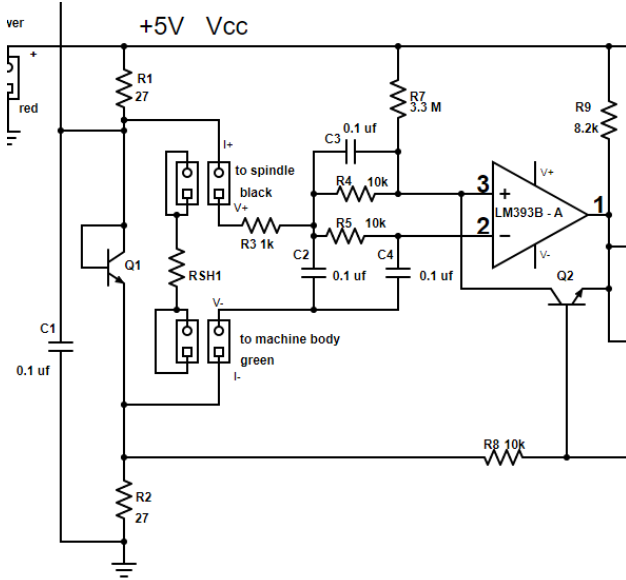 wer
+5V Vcc
+
R1
27
red
R7
3.3 M
R9
8.2k
0.1 uf
C3
I+
to spindle
black
V+
R4 10k
3
+
V+
LM393B - A
1
R3 1k
R5 10k
2
−
V-
C2
C4
Q1
RSH1
0.1 uf
0.1 uf
Q2
V-
C1
to machine body
green
0.1 uf
I-
R8 10k
R2
27